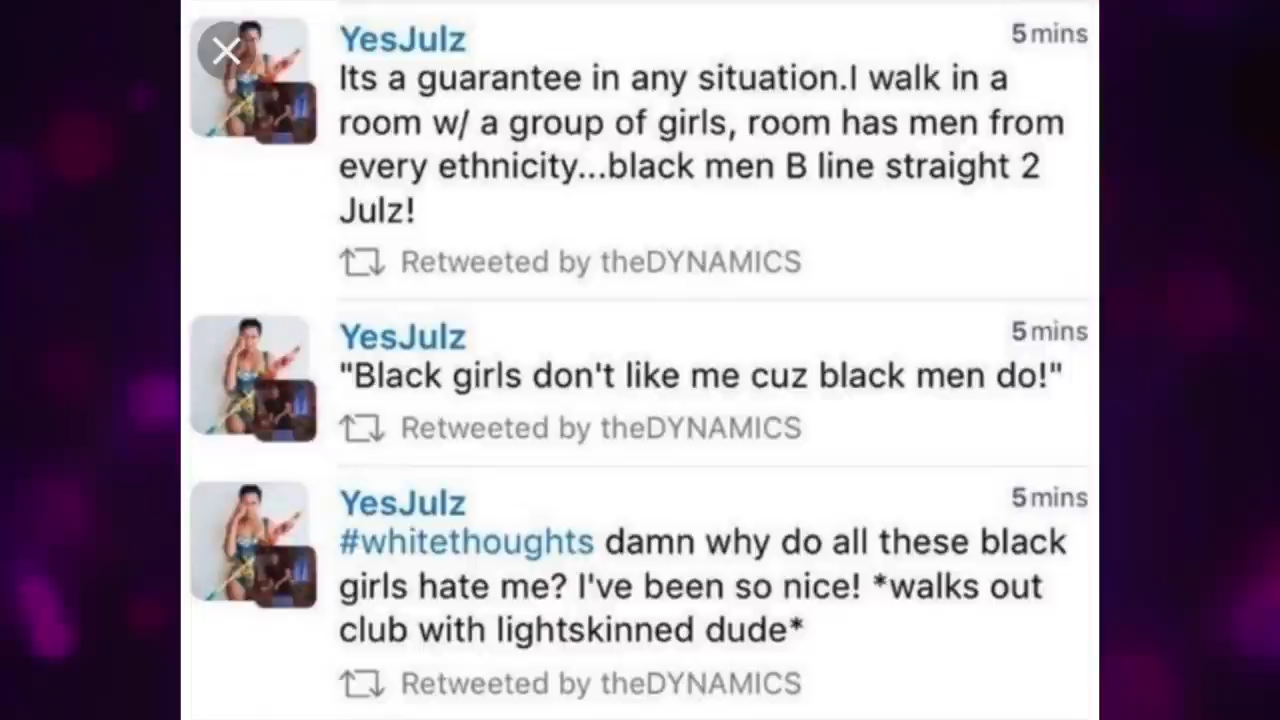 YesJulz 5 mins
Its a guarantee in any situation.I walk in a
room w/ a group of girls, room has men from
every ethnicity...black men B line straight 2
Julz!
Retweeted by theDYNAMICS
YesJulz 5 mins
"Black girls don't like me cuz black men do!"
Retweeted by theDYNAMICS
YesJulz 5 mins
#whitethoughts damn why do all these black
girls hate me? I've been so nice! *walks out
club with lightskinned dude*
Retweeted by theDYNAMICS